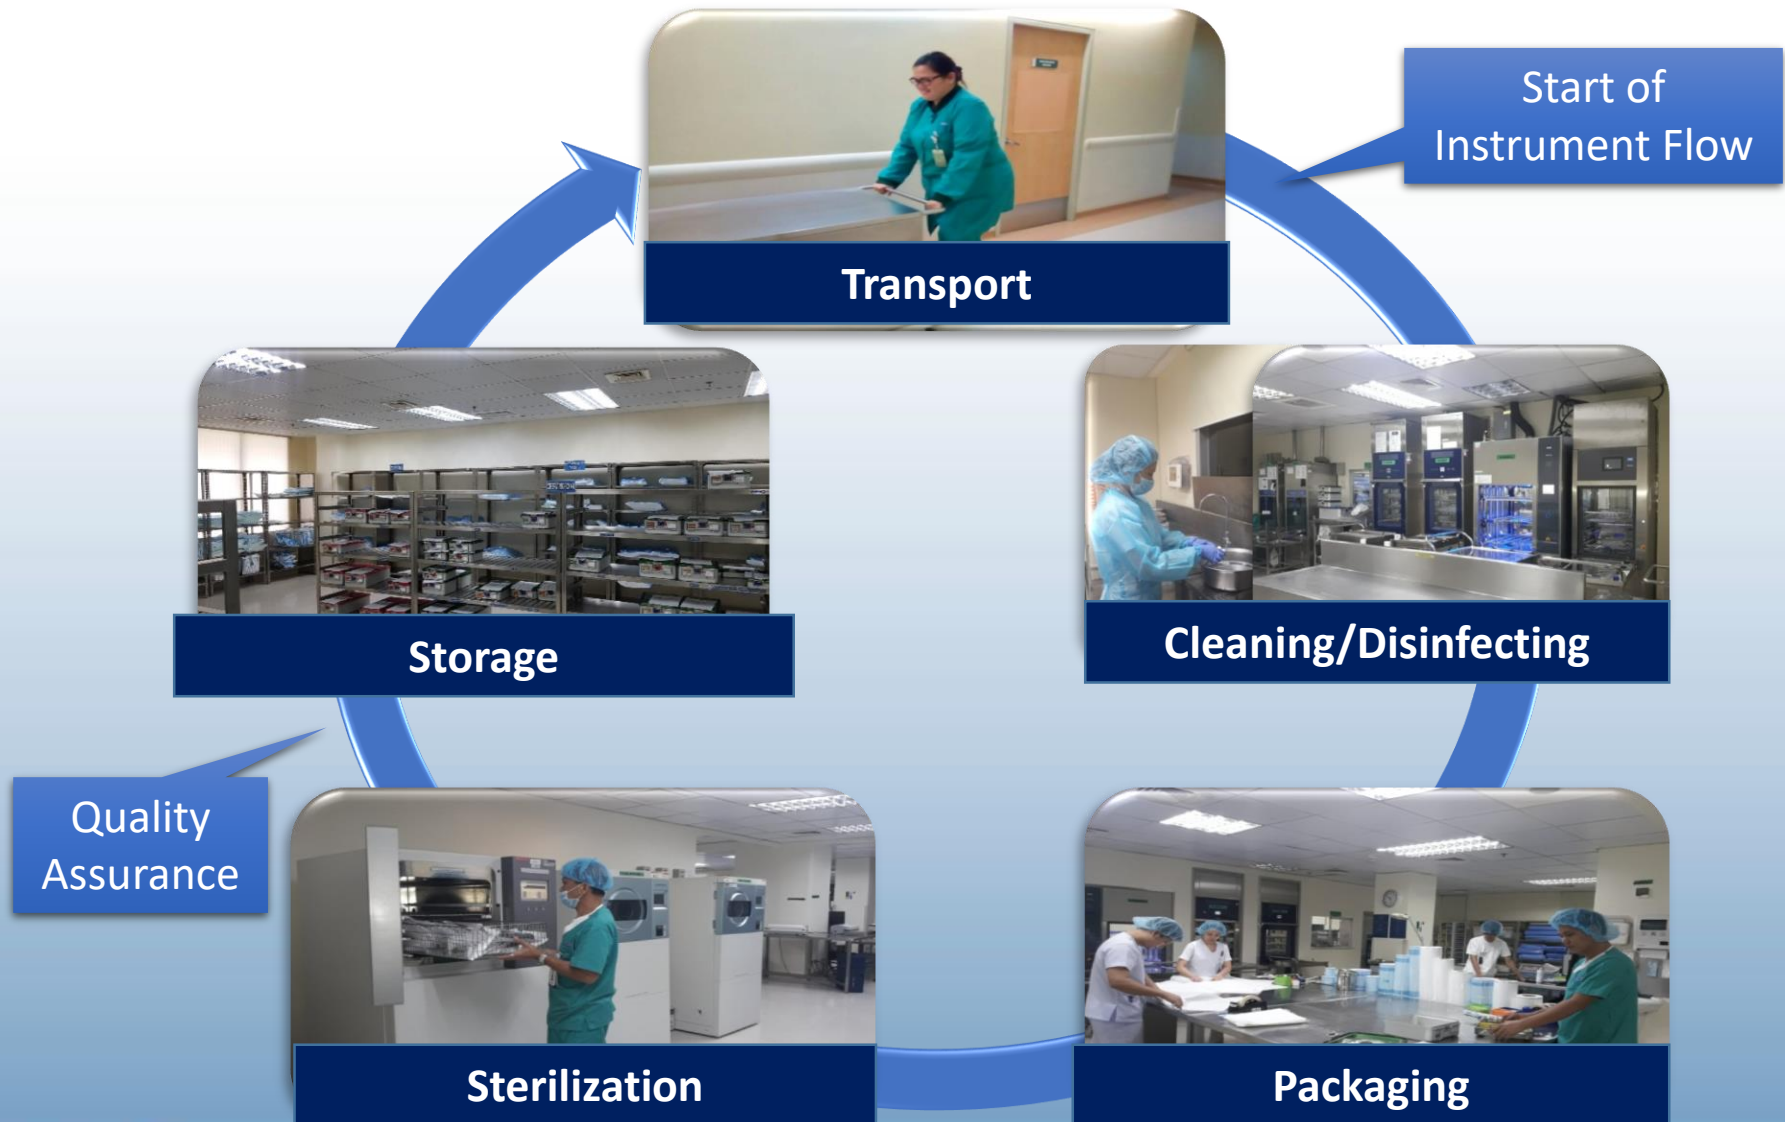 Start of
Instrument Flow
Transport
Storage
Cleaning/Disinfecting
Quality
Assurance
Sterilization
Packaging